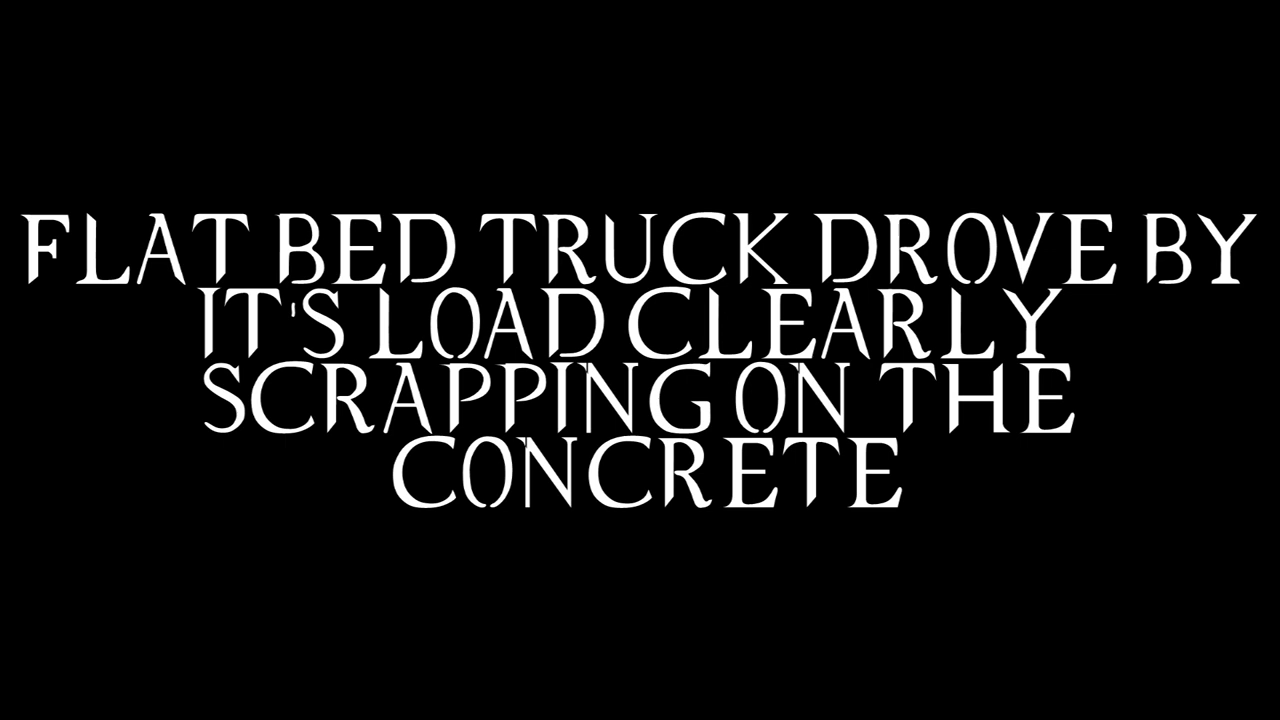 FLAT BED TRUCK DROVE BY
IT'S LOAD CLEARLY
SCRAPPING ON THE
CONCRETE